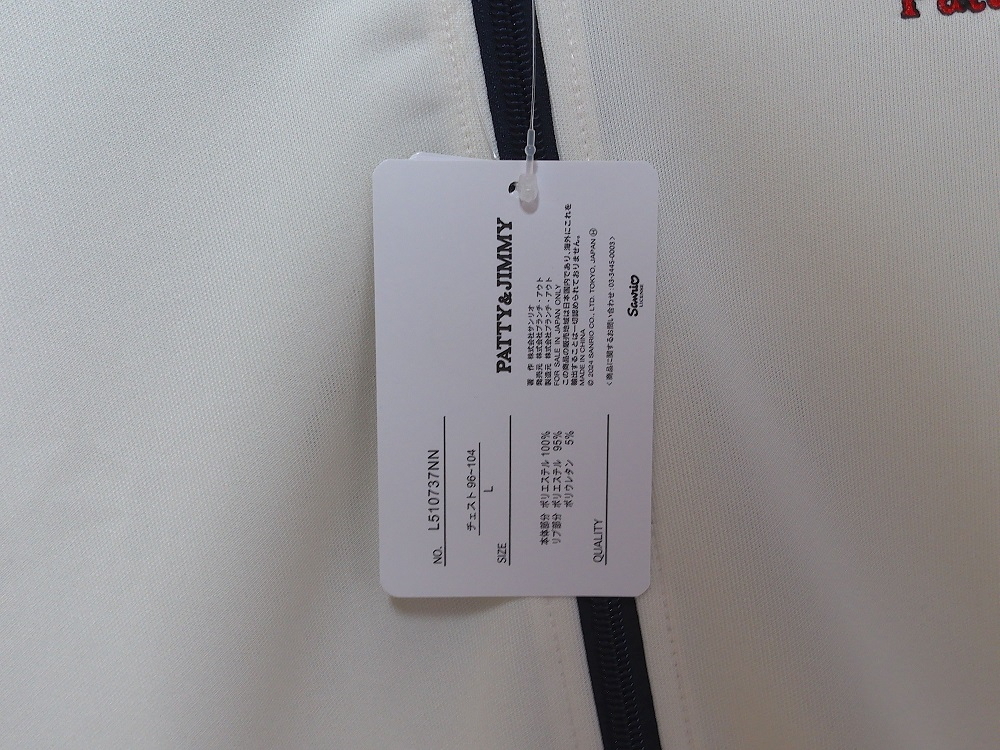 PATTY&JIMMY
著 作 株式会社サンリオ
発売元 株式会社ブランチ・アウト
製造元 株式会社ブランチ・アウト
FOR SALE IN JAPAN ONLY
この商品の販売地域は日本国内であり、海外にこれを
輸出することは一切認められておりません。
MADE IN CHINA
© 2024 SANRIO CO., LTD. TOKYO, JAPAN Ⓗ
〈商品に関するお問い合わせ:03-3445-0003〉
Sanrio
LICENSE
NO. L510737NN
チェスト 96~104
SIZE L
本体部分 ポリエステル 100%
リブ部分 ポリエステル 95%
ポリウレタン 5%
QUALITY